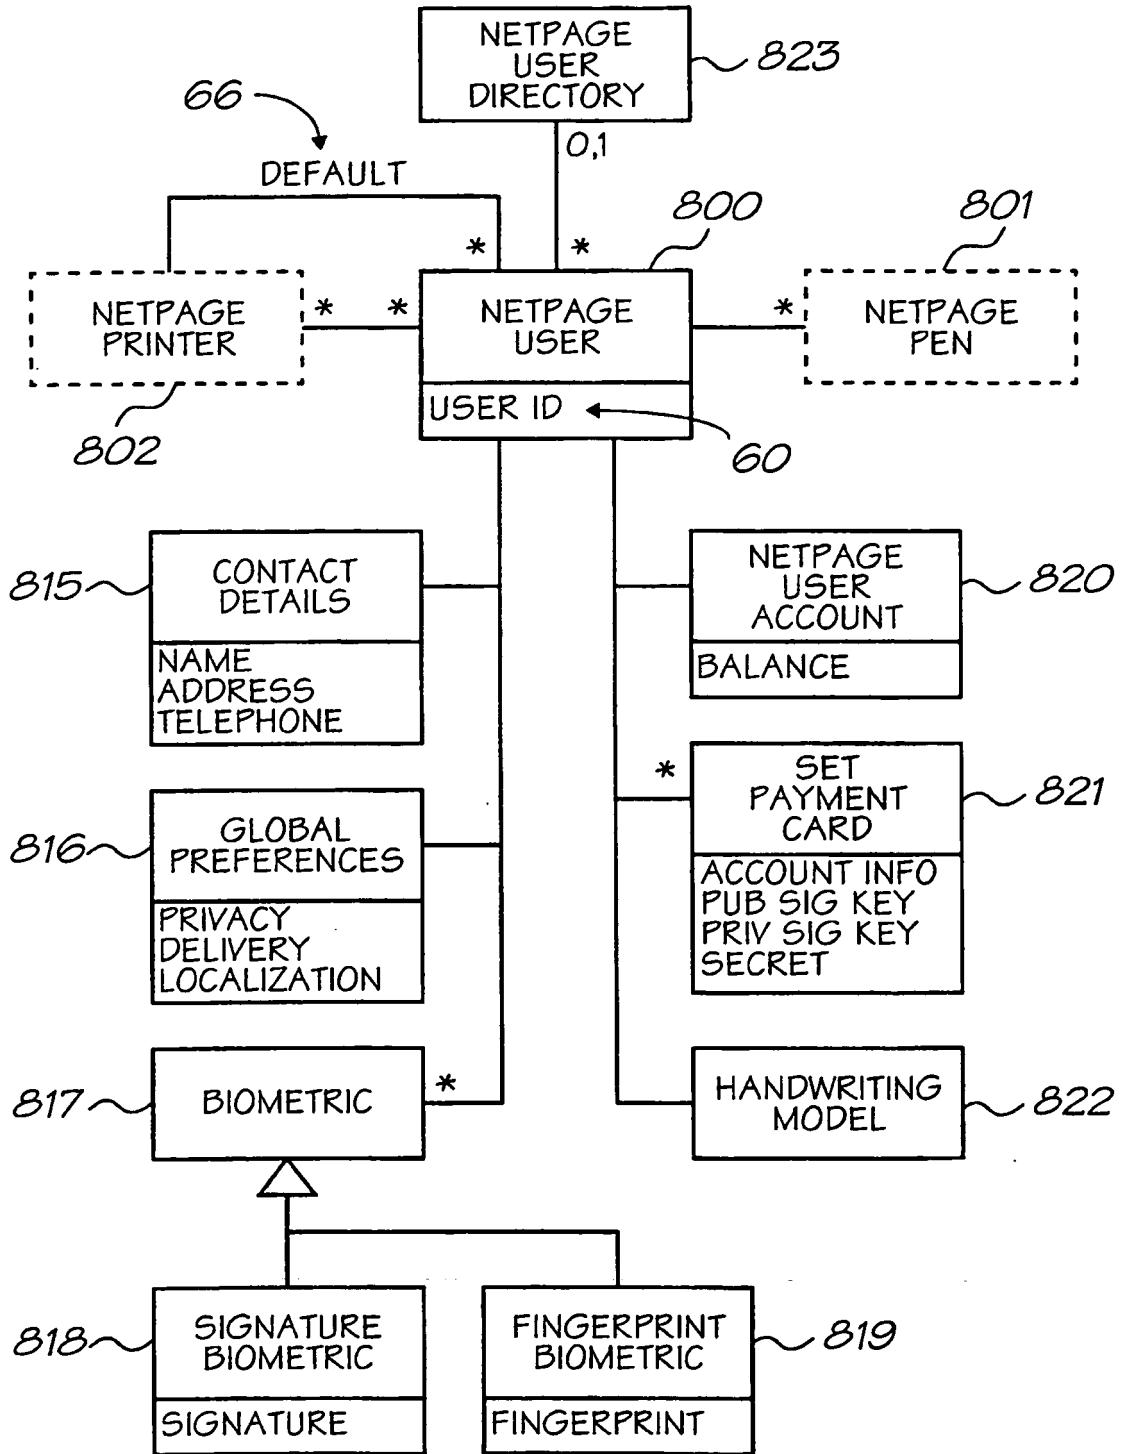 NETPAGE
USER
DIRECTORY
823
66
0,1
DEFAULT
800
801
*
*
NETPAGE
PRINTER
*
*
NETPAGE
USER
*
NETPAGE
PEN
USER ID
802
60
815
CONTACT
DETAILS
NAME
ADDRESS
TELEPHONE
NETPAGE
USER
ACCOUNT
820
BALANCE
816
GLOBAL
PREFERENCES
PRIVACY
DELIVERY
LOCALIZATION
*
SET
PAYMENT
CARD
821
ACCOUNT INFO
PUB SIG KEY
PRIV SIG KEY
SECRET
817
BIOMETRIC
*
HANDWRITING
MODEL
822
818
SIGNATURE
BIOMETRIC
SIGNATURE
FINGERPRINT
BIOMETRIC
819
FINGERPRINT